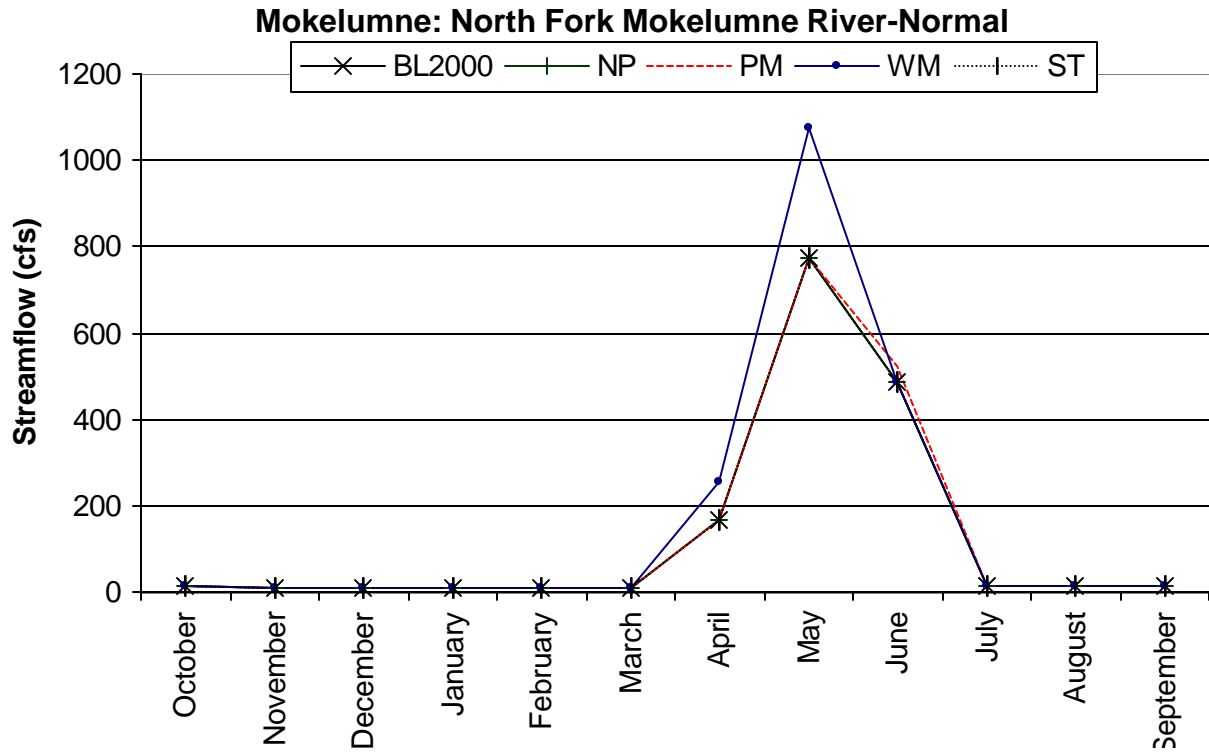 Mokelumne: North Fork Mokelumne River-Normal
BL2000 NP PM WM ST
1200
1000
800
600
400
200
0
Streamflow (cfs)
October
November
December
January
February
March
April
May
June
July
August
September